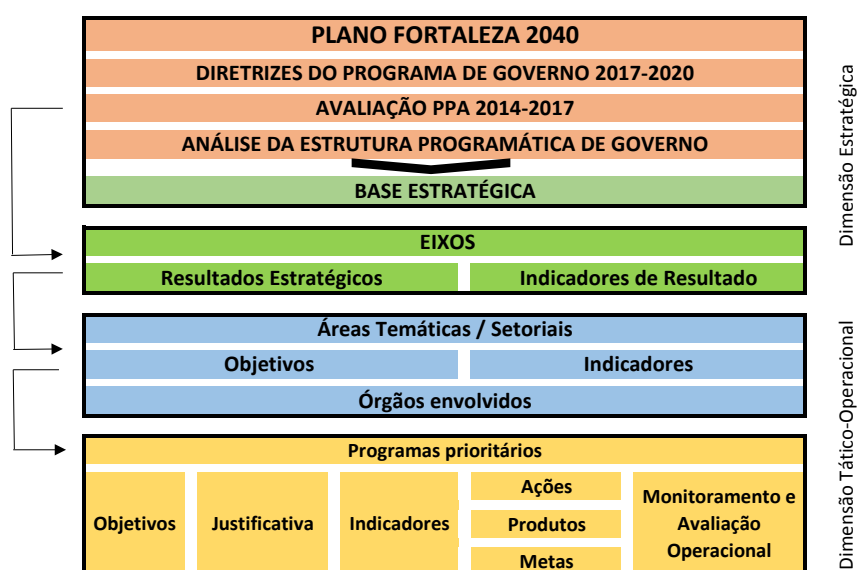 PLANO FORTALEZA 2040
DIRETRIZES DO PROGRAMA DE GOVERNO 2017-2020
AVALIAÇÃO PPA 2014-2017
ANÁLISE DA ESTRUTURA PROGRAMÁTICA DE GOVERNO
BASE ESTRATÉGICA
Dimensão Estratégica
EIXOS
Resultados Estratégicos
Indicadores de Resultado
Áreas Temáticas / Setoriais
Objetivos
Indicadores
Órgãos envolvidos
Dimensão Tático-Operacional
Programas prioritários
Objetivos
Justificativa
Indicadores
Ações
Produtos
Metas
Monitoramento e
Avaliação
Operacional